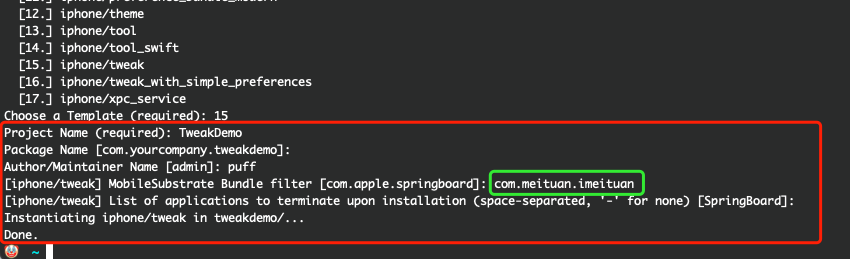 [12.] iphone/theme
[13.] iphone/tool
[14.] iphone/tool_swift
[15.] iphone/tweak
[16.] iphone/tweak_with_simple_preferences
[17.] iphone/xpc_service
Choose a Template (required): 15
Project Name (required): TweakDemo
Package Name [com.yourcompany.tweakdemo]:
Author/Maintainer Name [admin]: puff
[iphone/tweak] MobileSubstrate Bundle filter [com.apple.springboard]: com.meituan.imeituan
[iphone/tweak] List of applications to terminate upon installation (space-separated, '-' for none) [SpringBoard]:
Instantiating iphone/tweak in tweakdemo/...
Done.
~